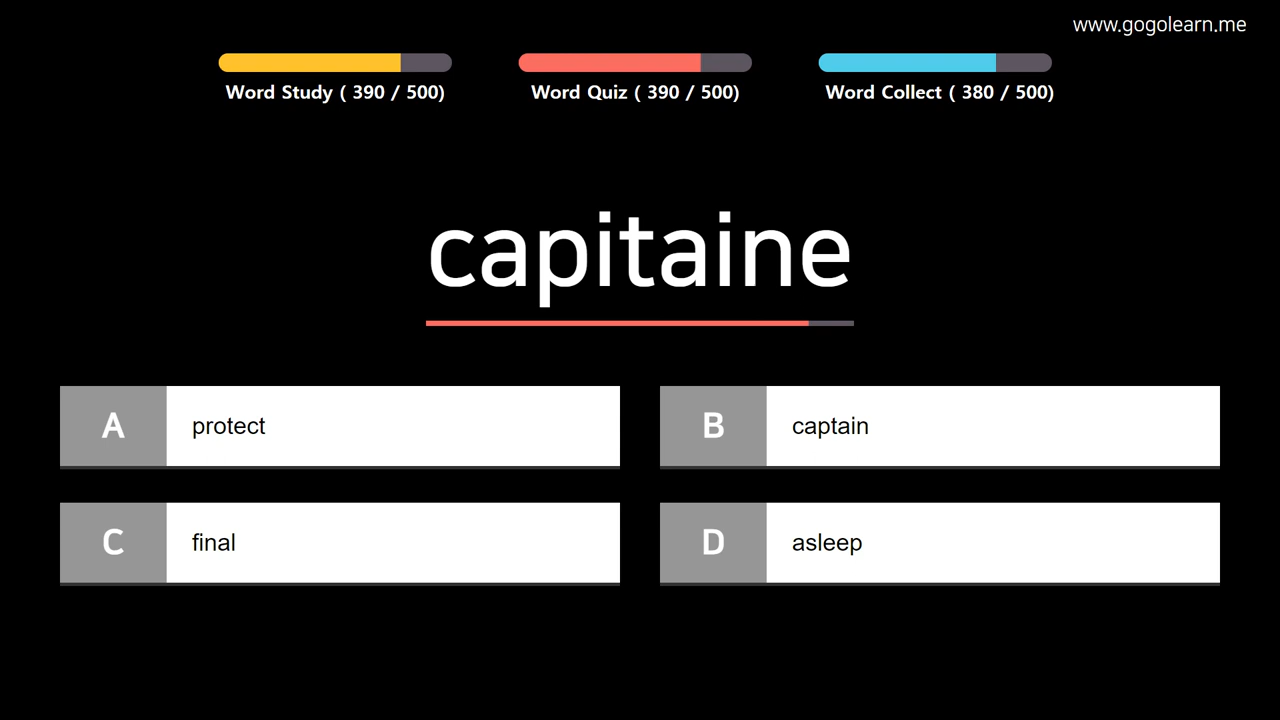 www.gogolearn.me
Word Study ( 390 / 500)
Word Quiz ( 390 / 500)
Word Collect ( 380 / 500)
capitaine
A protect
B captain
C final
D asleep